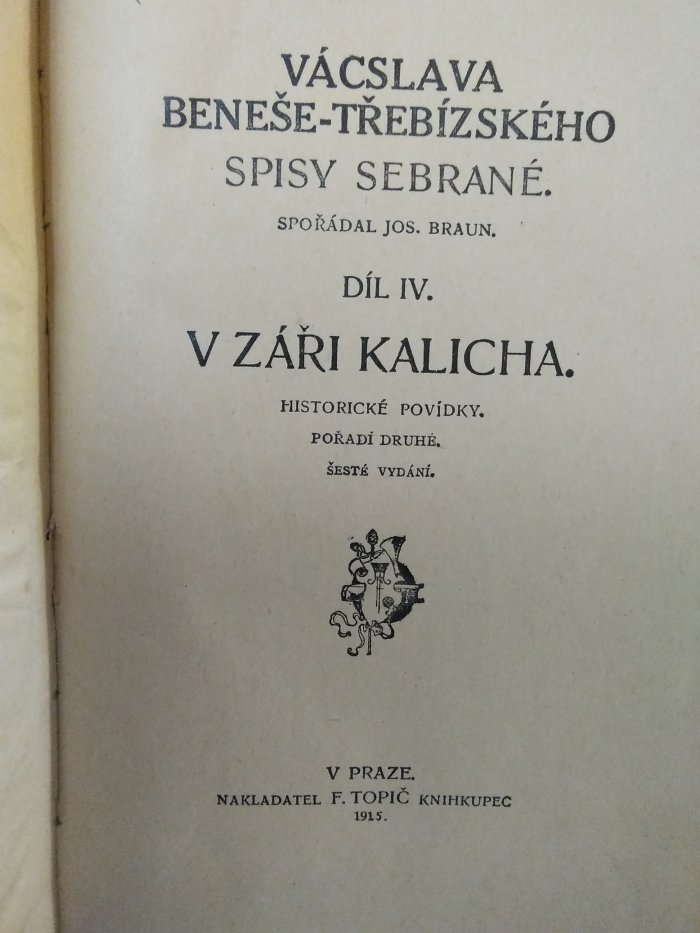 VÁCSLAVA
BENEŠE-TŘEBÍZSKÉHO
SPISY SEBRANÉ.
SPOŘÁDAL JOS. BRAUN.
DÍL IV.
V ZÁŘI KALICHA.
HISTORICKÉ POVÍDKY.
POŘADÍ DRUHÉ.
ŠESTÉ VYDÁNÍ.
V PRAZE.
NAKLADATEL F. TOPIČ KNIHKUPEC
1915.